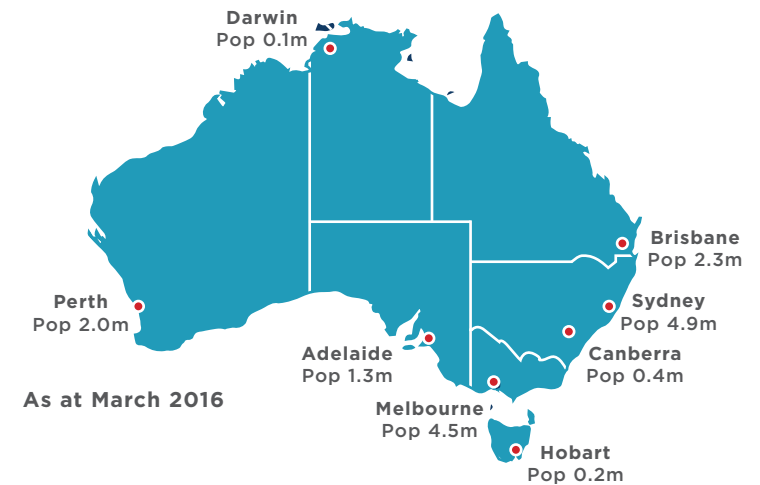 Darwin
Pop 0.1m
Brisbane
Pop 2.3m
Perth
Pop 2.0m
Sydney
Pop 4.9m
Adelaide
Pop 1.3m
Canberra
Pop 0.4m
As at March 2016
Melbourne
Pop 4.5m
Hobart
Pop 0.2m